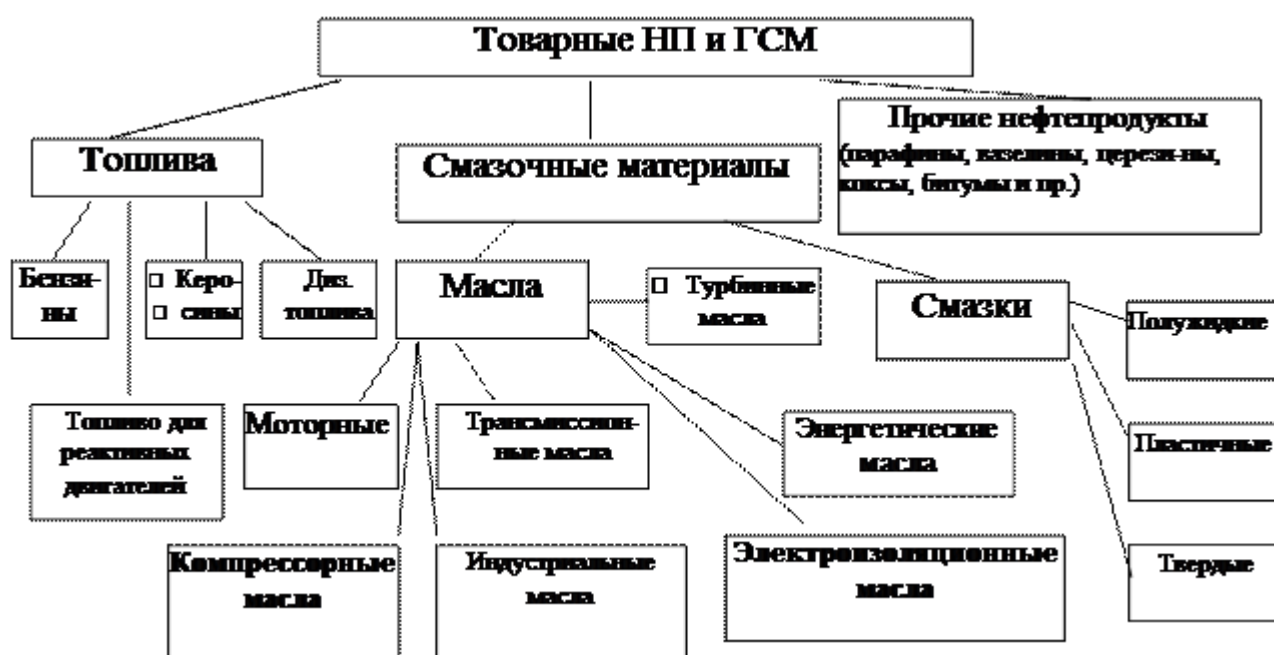 Товарные НП и ГСМ
Топлива
Смазочные материалы
Прочие нефтепродукты
(парафины, вазелины, церези-ны,
коксы, битумы и пр.)
Бензи-
ны
Керо-
сины
Диз.
топлива
Масла
Турбинные
масла
Смазки
Полужидкие
Топливо для
реактивных
двигателей
Моторные
Трансмиссион-
ные масла
Энергетические
масла
Пластичные
Компрессорные
масла
Индустриальные
масла
Электроизоляционные
масла
Твердые